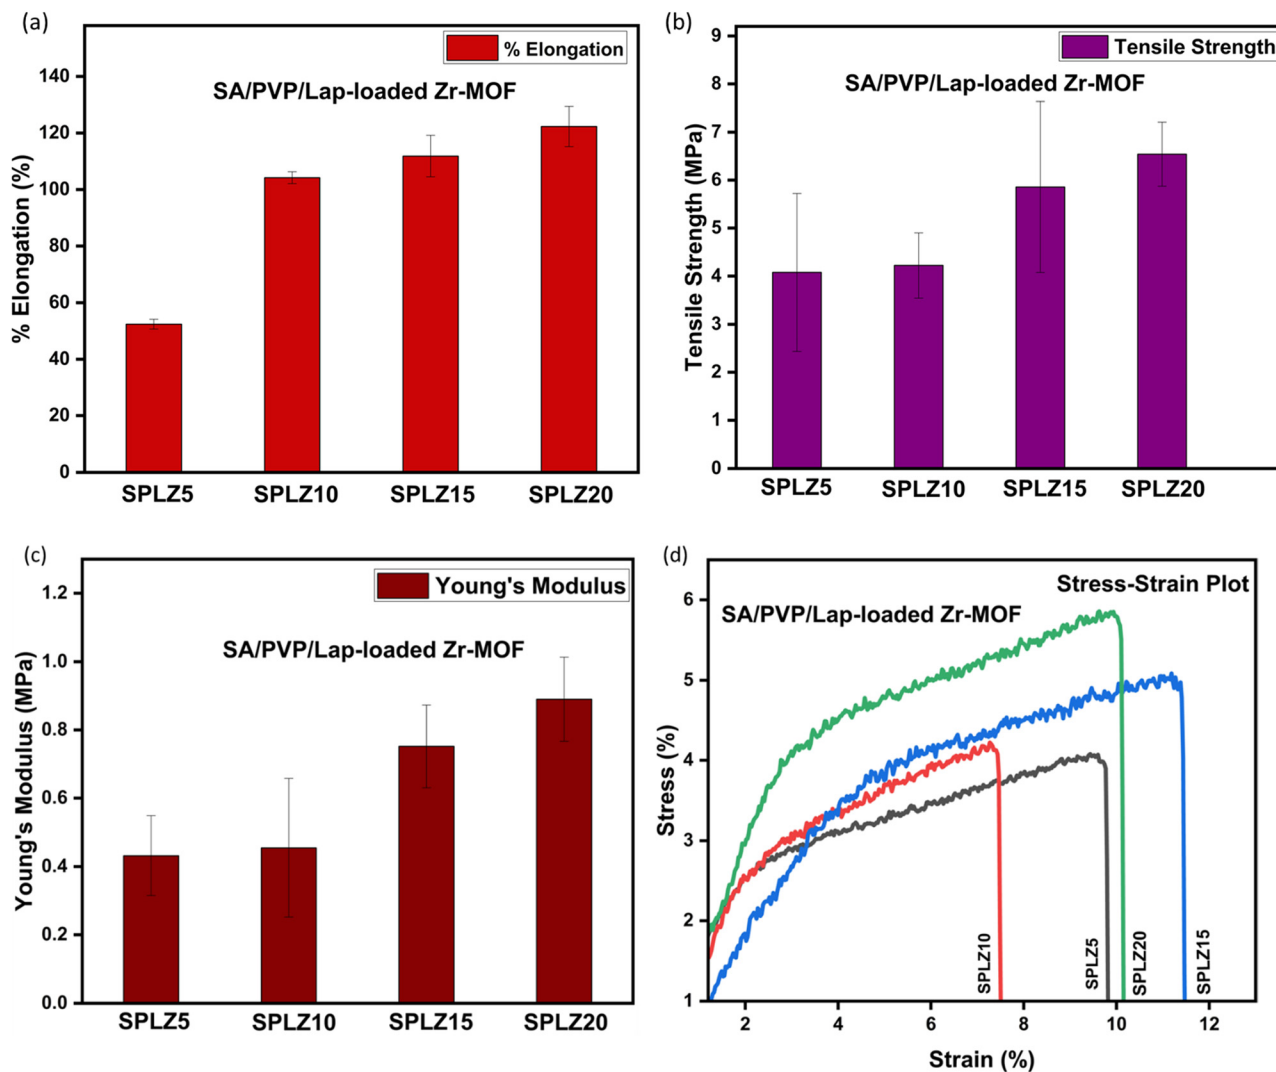 (a)
% Elongation
SA/PVP/Lap-loaded Zr-MOF
% Elongation (%)
140
120
100
80
60
40
20
0
SPLZ5 SPLZ10 SPLZ15 SPLZ20
(b)
Tensile Strength
SA/PVP/Lap-loaded Zr-MOF
Tensile Strength (MPa)
9
8
7
6
5
4
3
2
1
0
SPLZ5 SPLZ10 SPLZ15 SPLZ20
(c)
Young's Modulus
SA/PVP/Lap-loaded Zr-MOF
Young's Modulus (MPa)
1.2
1.0
0.8
0.6
0.4
0.2
0.0
SPLZ5 SPLZ10 SPLZ15 SPLZ20
(d)
Stress-Strain Plot
SA/PVP/Lap-loaded Zr-MOF
Stress (%)
6
5
4
3
2
1
SPLZ10
SPLZ5
SPLZ20
SPLZ15
2 4 6 8 10 12
Strain (%)